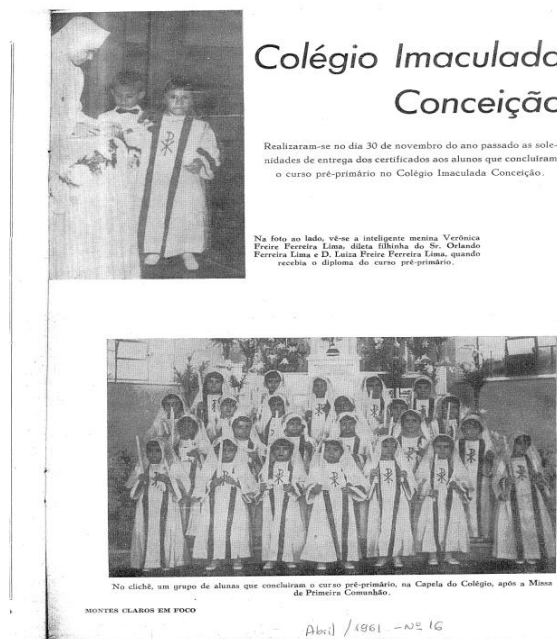 Colégio Imaculada
Conceição
Realizaram-se no dia 30 de novembro do ano passado as sole-
nidades de entrega dos certificados aos alunos que concluiram
o curso pré-primário no Colégio Imaculada Conceição.
Na foto ao lado, vê-se a inteligente menina Verônica
Freire Ferreira Lima, dileta filhinha do Sr. Orlando
Ferreira Lima e D. Luiza Freire Ferreira Lima, quando
recebia o diploma do curso pré-primário.
No clichê, um grupo de alunas que concluiram o curso pré-primário, na Capela do Colégio, após a Missa
de Primeira Comunhão.
MONTES CLAROS EM FOCO
Abril / 1961 - Nº 16